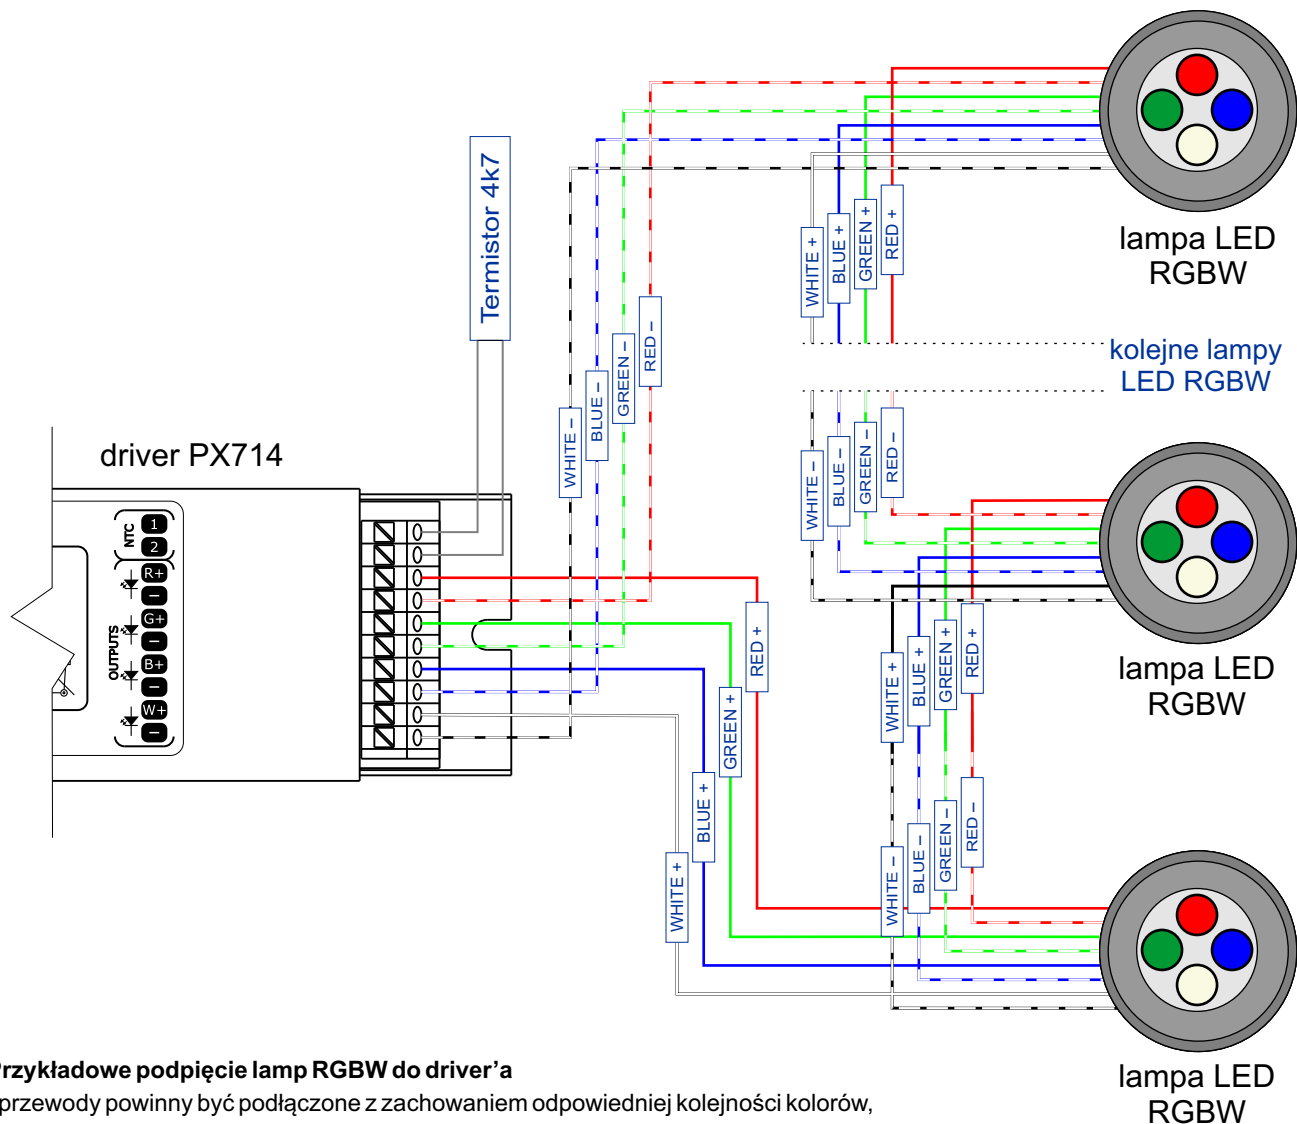 lampa LED
RGBW
Termistor 4k7
WHITE +
BLUE +
GREEN +
RED +
WHITE –
BLUE –
GREEN –
RED –
kolejne lampy
LED RGBW
driver PX714
NTC
1
2
OUTPUTS
R+
–
G+
–
B+
–
W+
–
WHITE –
BLUE –
GREEN –
RED –
lampa LED
RGBW
RED +
GREEN +
BLUE +
WHITE +
WHITE +
BLUE +
GREEN +
RED +
WHITE –
BLUE –
GREEN –
RED –
lampa LED
RGBW
Przykładowe podpięcie lamp RGBW do driver’a
przewody powinny być podłączone z zachowaniem odpowiedniej kolejności kolorów,